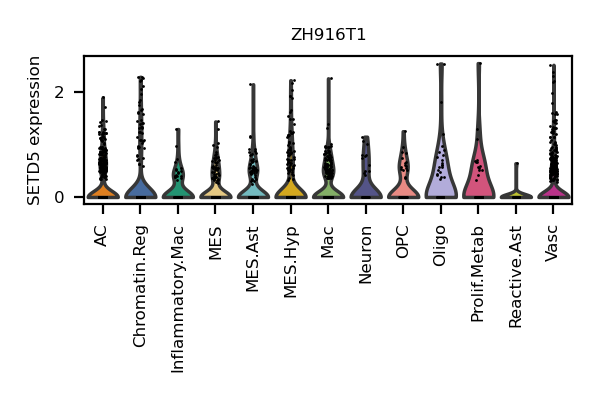 ZH916T1
SETD5 expression
2
0
AC
Chromatin.Reg
Inflammatory.Mac
MES
MES.Ast
MES.Hyp
Mac
Neuron
OPC
Oligo
Prolif.Metab
Reactive.Ast
Vasc